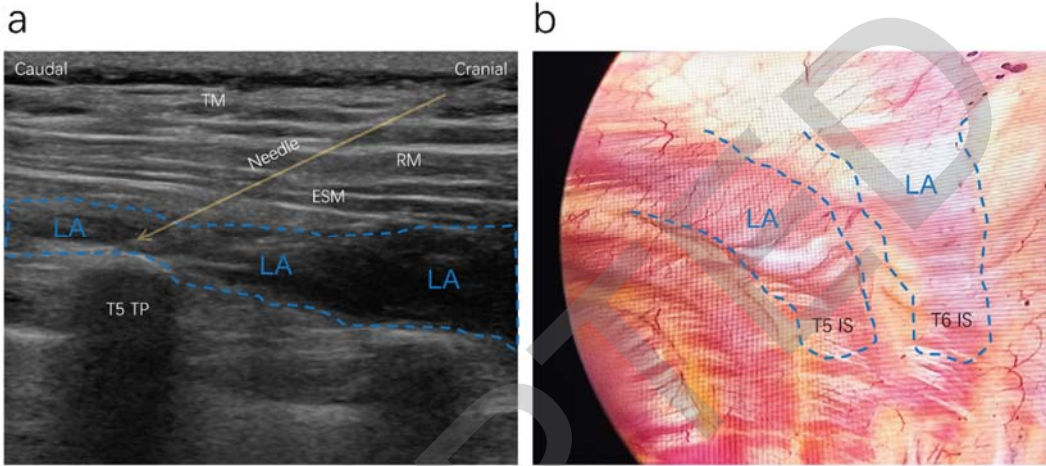 a
Caudal
Cranial
TM
Needle
RM
ESM
LA
LA
LA
T5 TP
b
LA
LA
T5 IS
T6 IS